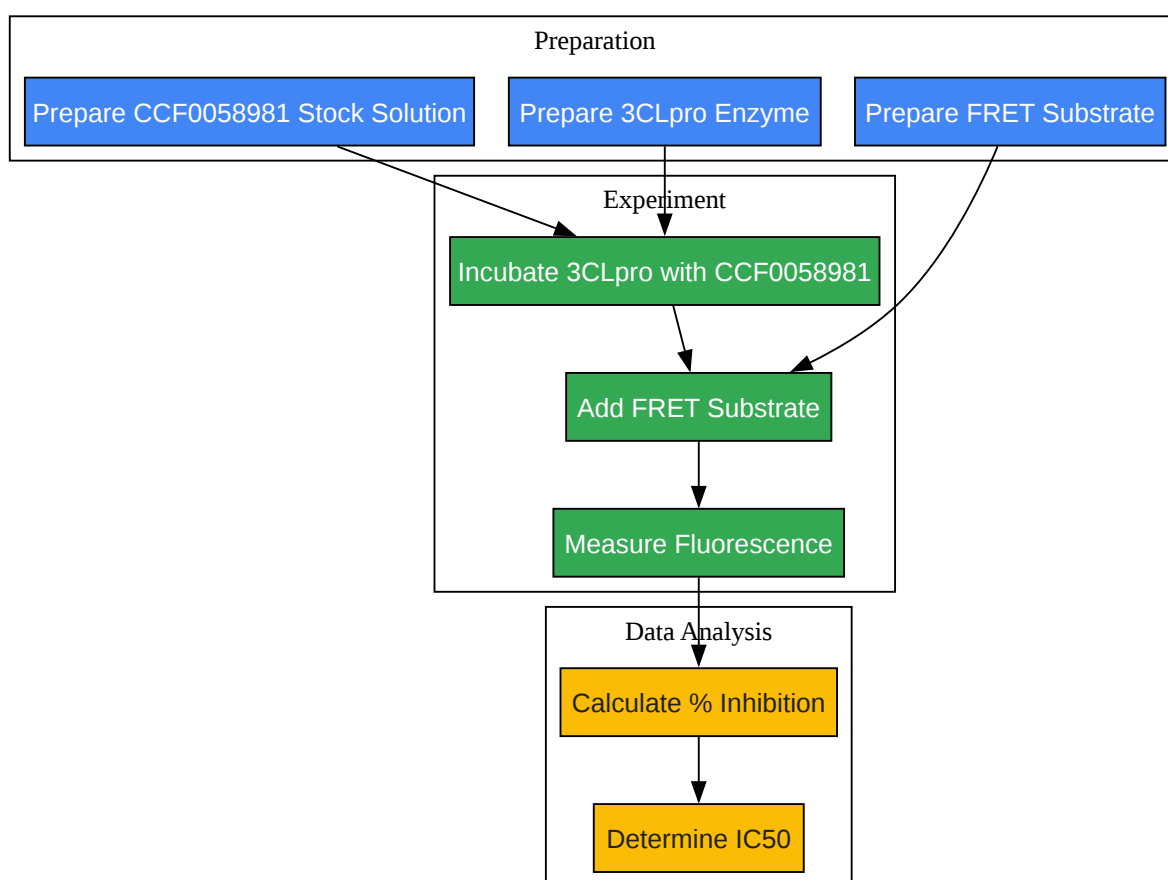 Preparation
Prepare CCF0058981 Stock Solution
Prepare 3CLpro Enzyme
Prepare FRET Substrate
Experiment
Incubate 3CLpro with CCF0058981
Add FRET Substrate
Measure Fluorescence
Data Analysis
Calculate % Inhibition
Determine IC50